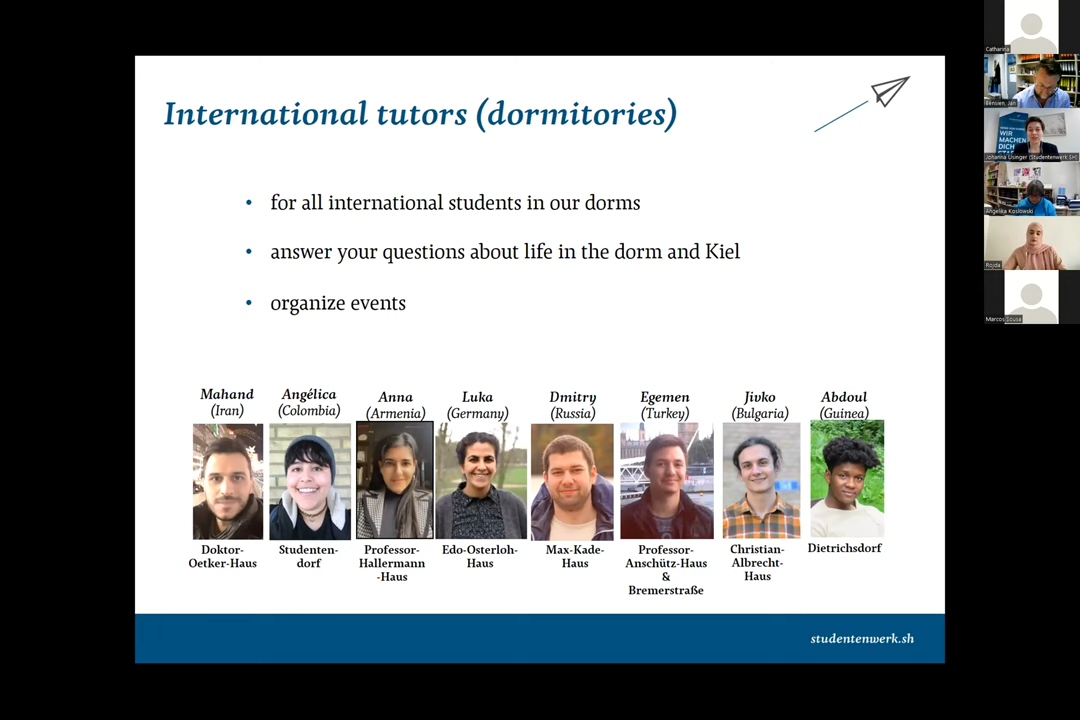 International tutors (dormitories)
• for all international students in our dorms
• answer your questions about life in the dorm and Kiel
• organize events
Mahand
(Iran)
Angélica
(Colombia)
Anna
(Armenia)
Luka
(Germany)
Dmitry
(Russia)
Egemen
(Turkey)
Jivko
(Bulgaria)
Abdoul
(Guinea)
Doktor-
Oetker-Haus
Studenten-
dorf
Professor-
Hallermann
-Haus
Edo-Osterloh-
Haus
Max-Kade-
Haus
Professor-
Anschütz-Haus
&
Bremerstraße
Christian-
Albrecht-
Haus
Dietrichsdorf
studentenwerk.sh
Catharina
Bensien, Jan
WIR
MACHEN
DICH
Johanna Usinger (Studentenwerk SH)
Angelika Koslowski
Rojda
Marcos Sousa